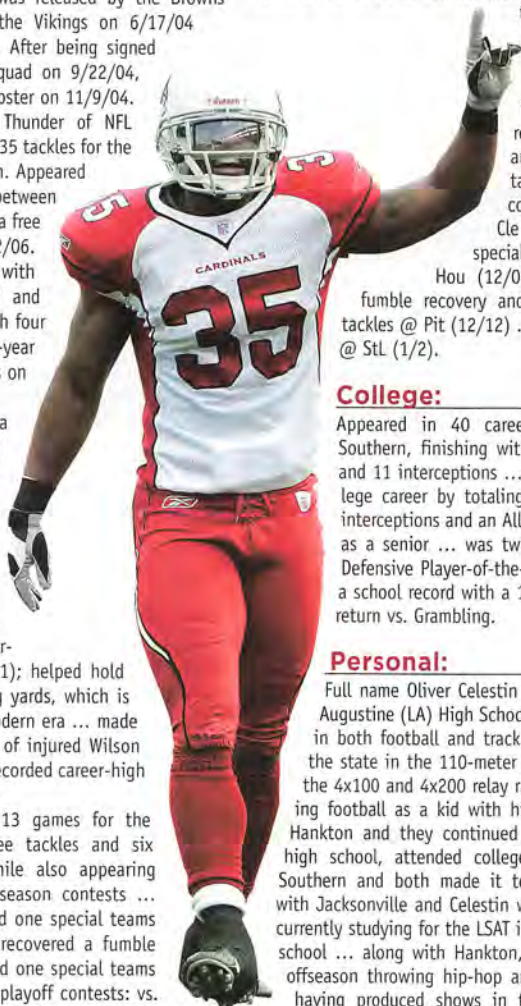 was released by the Browns
the Vikings on 6/17/04
. After being signed
quad on 9/22/04,
oster on 11/9/04.
Thunder of NFL
35 tackles for the
n. Appeared
between
a free
2/06.
with
and
h four
-year
s on
a
r-
1); helped hold
g yards, which is
dern era ... made
of injured Wilson
ecorded career-high
13 games for the
ee tackles and six
hile also appearing
season contests ...
d one special teams
recovered a fumble
d one special teams
playoff contests: vs.
CARDINALS
35
35
35
re
ar
ta
co
Cle
special
Hou (12/0
fumble recovery and
tackles @ Pit (12/12) .
@ StL (1/2).
College:
Appeared in 40 caree
Southern, finishing wit
and 11 interceptions ...
lege career by totaling
interceptions and an All
as a senior ... was tw
Defensive Player-of-the-
a school record with a 1
return vs. Grambling.
Personal:
Full name Oliver Celestin
Augustine (LA) High Schoo
in both football and track
the state in the 110-meter
the 4x100 and 4x200 relay r
ing football as a kid with h
Hankton and they continued
high school, attended college
Southern and both made it to
with Jacksonville and Celestin w
currently studying for the LSAT i
school ... along with Hankton,
offseason throwing hip-hop a
having produced shows in